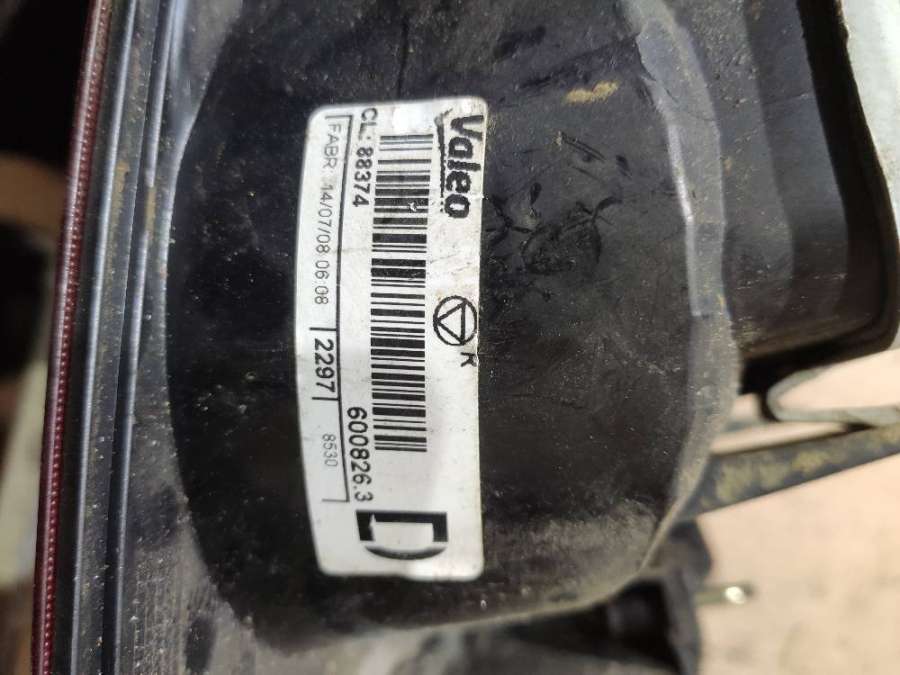 Valeo
R
CL: 88374
600826.3
D
FABR: 14/07/08 06:08
2297
8530